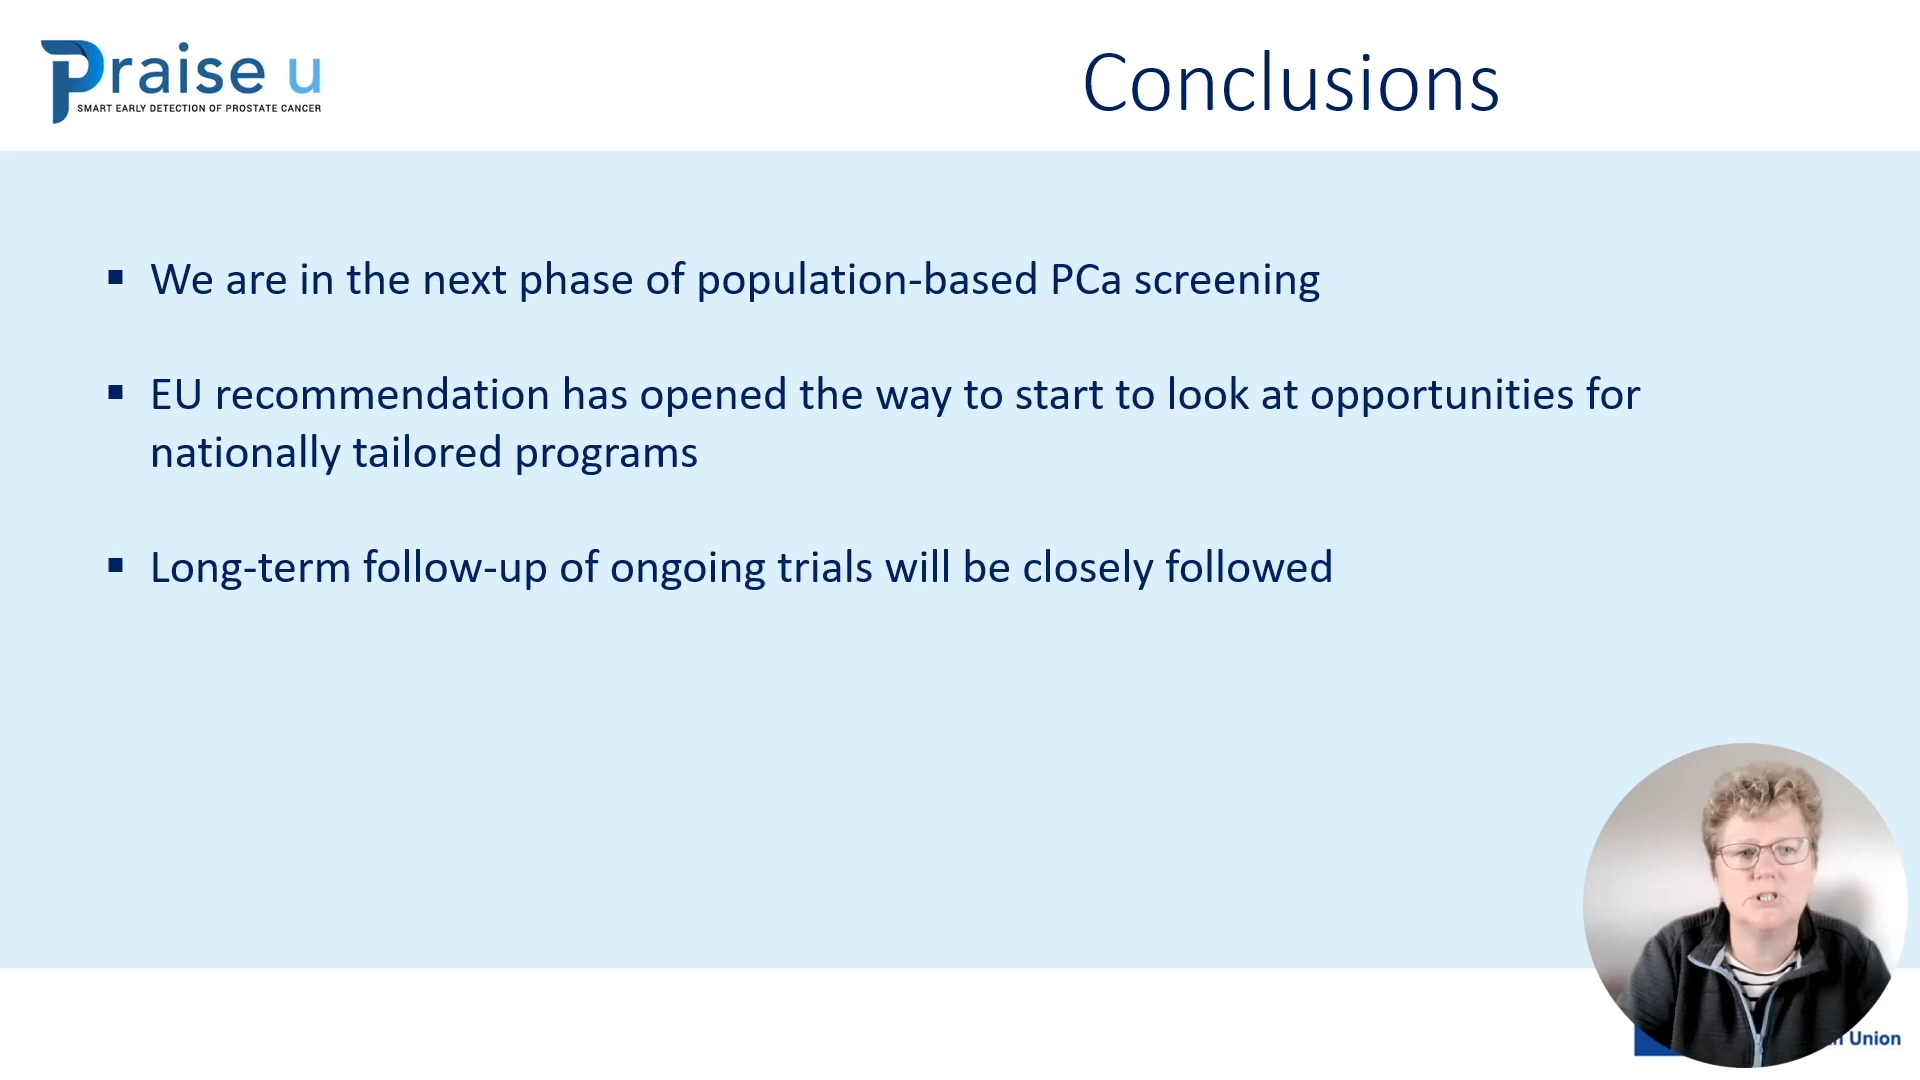 Praise u
SMART EARLY DETECTION OF PROSTATE CANCER
Conclusions
▪ We are in the next phase of population-based PCa screening
▪ EU recommendation has opened the way to start to look at opportunities for
nationally tailored programs
▪ Long-term follow-up of ongoing trials will be closely followed
Union